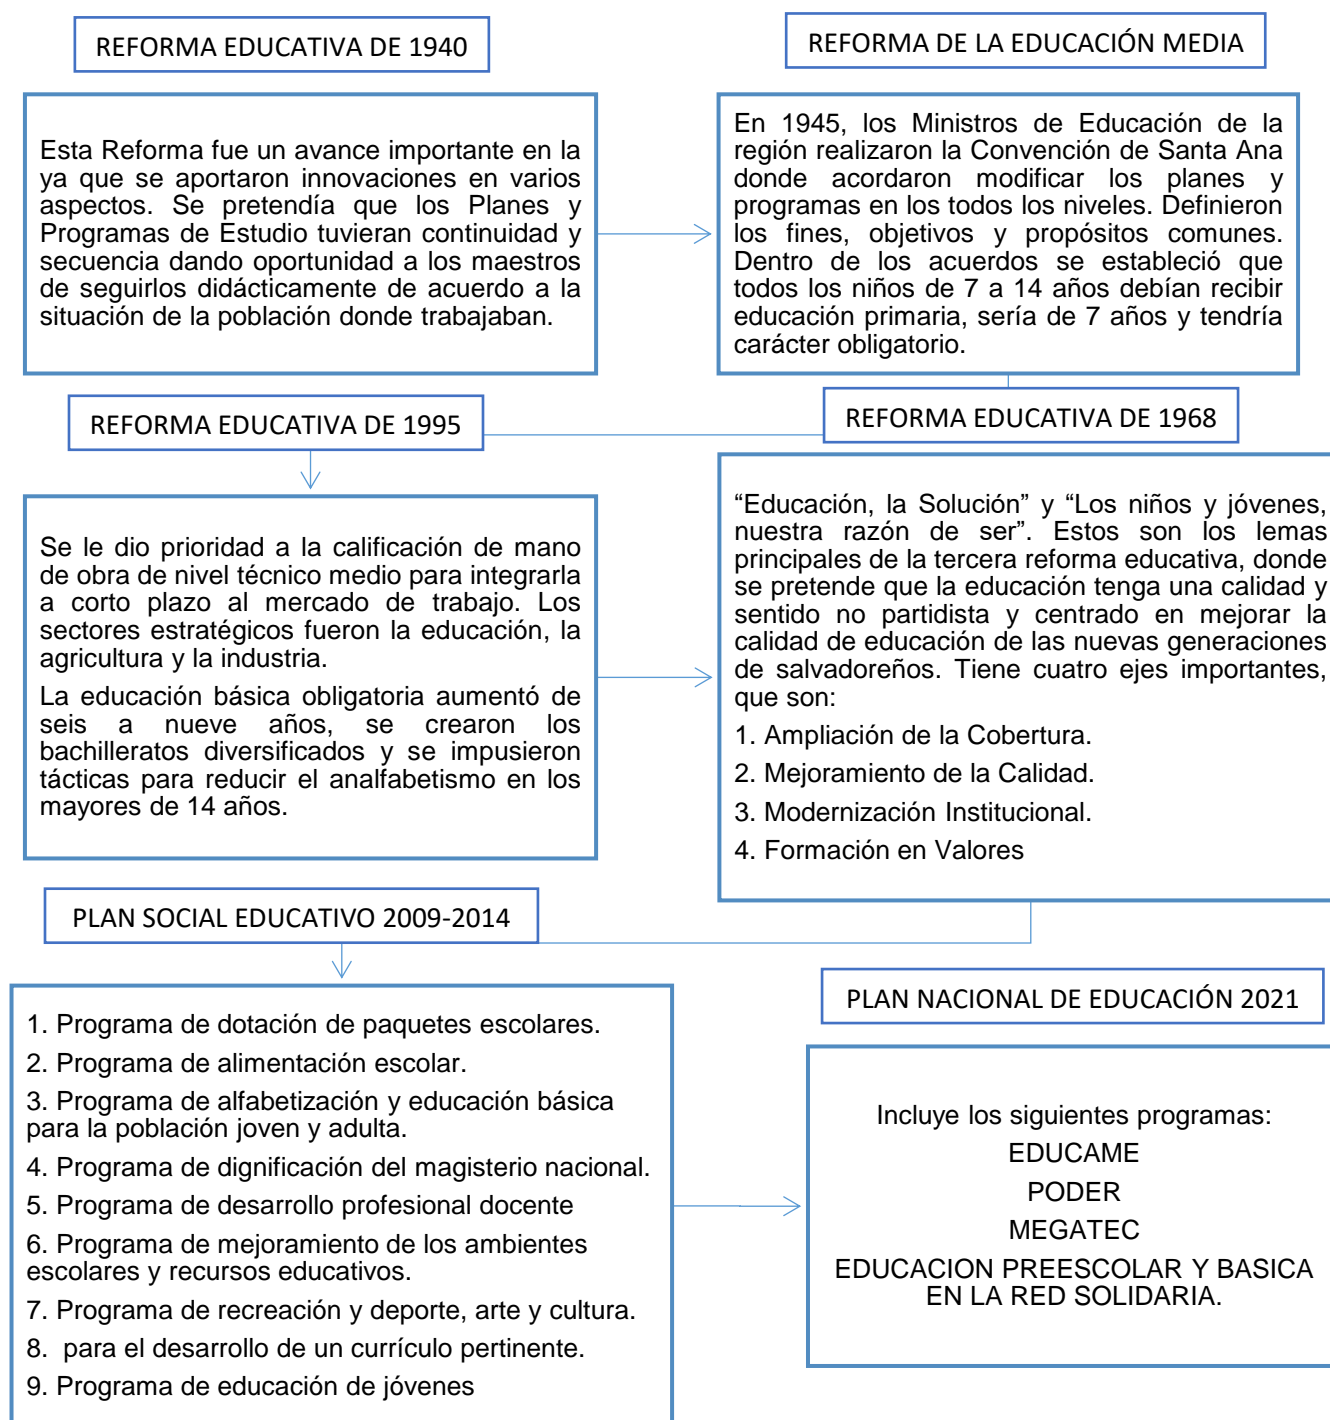 REFORMA EDUCATIVA DE 1940
Esta Reforma fue un avance importante en la
ya que se aportaron innovaciones en varios
aspectos. Se pretendía que los Planes y
Programas de Estudio tuvieran continuidad y
secuencia dando oportunidad a los maestros
de seguirlos didácticamente de acuerdo a la
situación de la población donde trabajaban.
REFORMA DE LA EDUCACIÓN MEDIA
En 1945, los Ministros de Educación de la
región realizaron la Convención de Santa Ana
donde acordaron modificar los planes y
programas en los todos los niveles. Definieron
los fines, objetivos y propósitos comunes.
Dentro de los acuerdos se estableció que
todos los niños de 7 a 14 años debían recibir
educación primaria, sería de 7 años y tendría
carácter obligatorio.
REFORMA EDUCATIVA DE 1995
Se le dio prioridad a la calificación de mano
de obra de nivel técnico medio para integrarla
a corto plazo al mercado de trabajo. Los
sectores estratégicos fueron la educación, la
agricultura y la industria.
La educación básica obligatoria aumentó de
seis a nueve años, se crearon los
bachilleratos diversificados y se impusieron
tácticas para reducir el analfabetismo en los
mayores de 14 años.
REFORMA EDUCATIVA DE 1968
“Educación, la Solución” y “Los niños y jóvenes,
nuestra razón de ser”. Estos son los lemas
principales de la tercera reforma educativa, donde
se pretende que la educación tenga una calidad y
sentido no partidista y centrado en mejorar la
calidad de educación de las nuevas generaciones
de salvadoreños. Tiene cuatro ejes importantes,
que son:
1. Ampliación de la Cobertura.
2. Mejoramiento de la Calidad.
3. Modernización Institucional.
4. Formación en Valores
PLAN SOCIAL EDUCATIVO 2009-2014
1. Programa de dotación de paquetes escolares.
2. Programa de alimentación escolar.
3. Programa de alfabetización y educación básica
para la población joven y adulta.
4. Programa de dignificación del magisterio nacional.
5. Programa de desarrollo profesional docente
6. Programa de mejoramiento de los ambientes
escolares y recursos educativos.
7. Programa de recreación y deporte, arte y cultura.
8. para el desarrollo de un currículo pertinente.
9. Programa de educación de jóvenes
PLAN NACIONAL DE EDUCACIÓN 2021
Incluye los siguientes programas:
EDUCAME
PODER
MEGATEC
EDUCACION PREESCOLAR Y BASICA
EN LA RED SOLIDARIA.